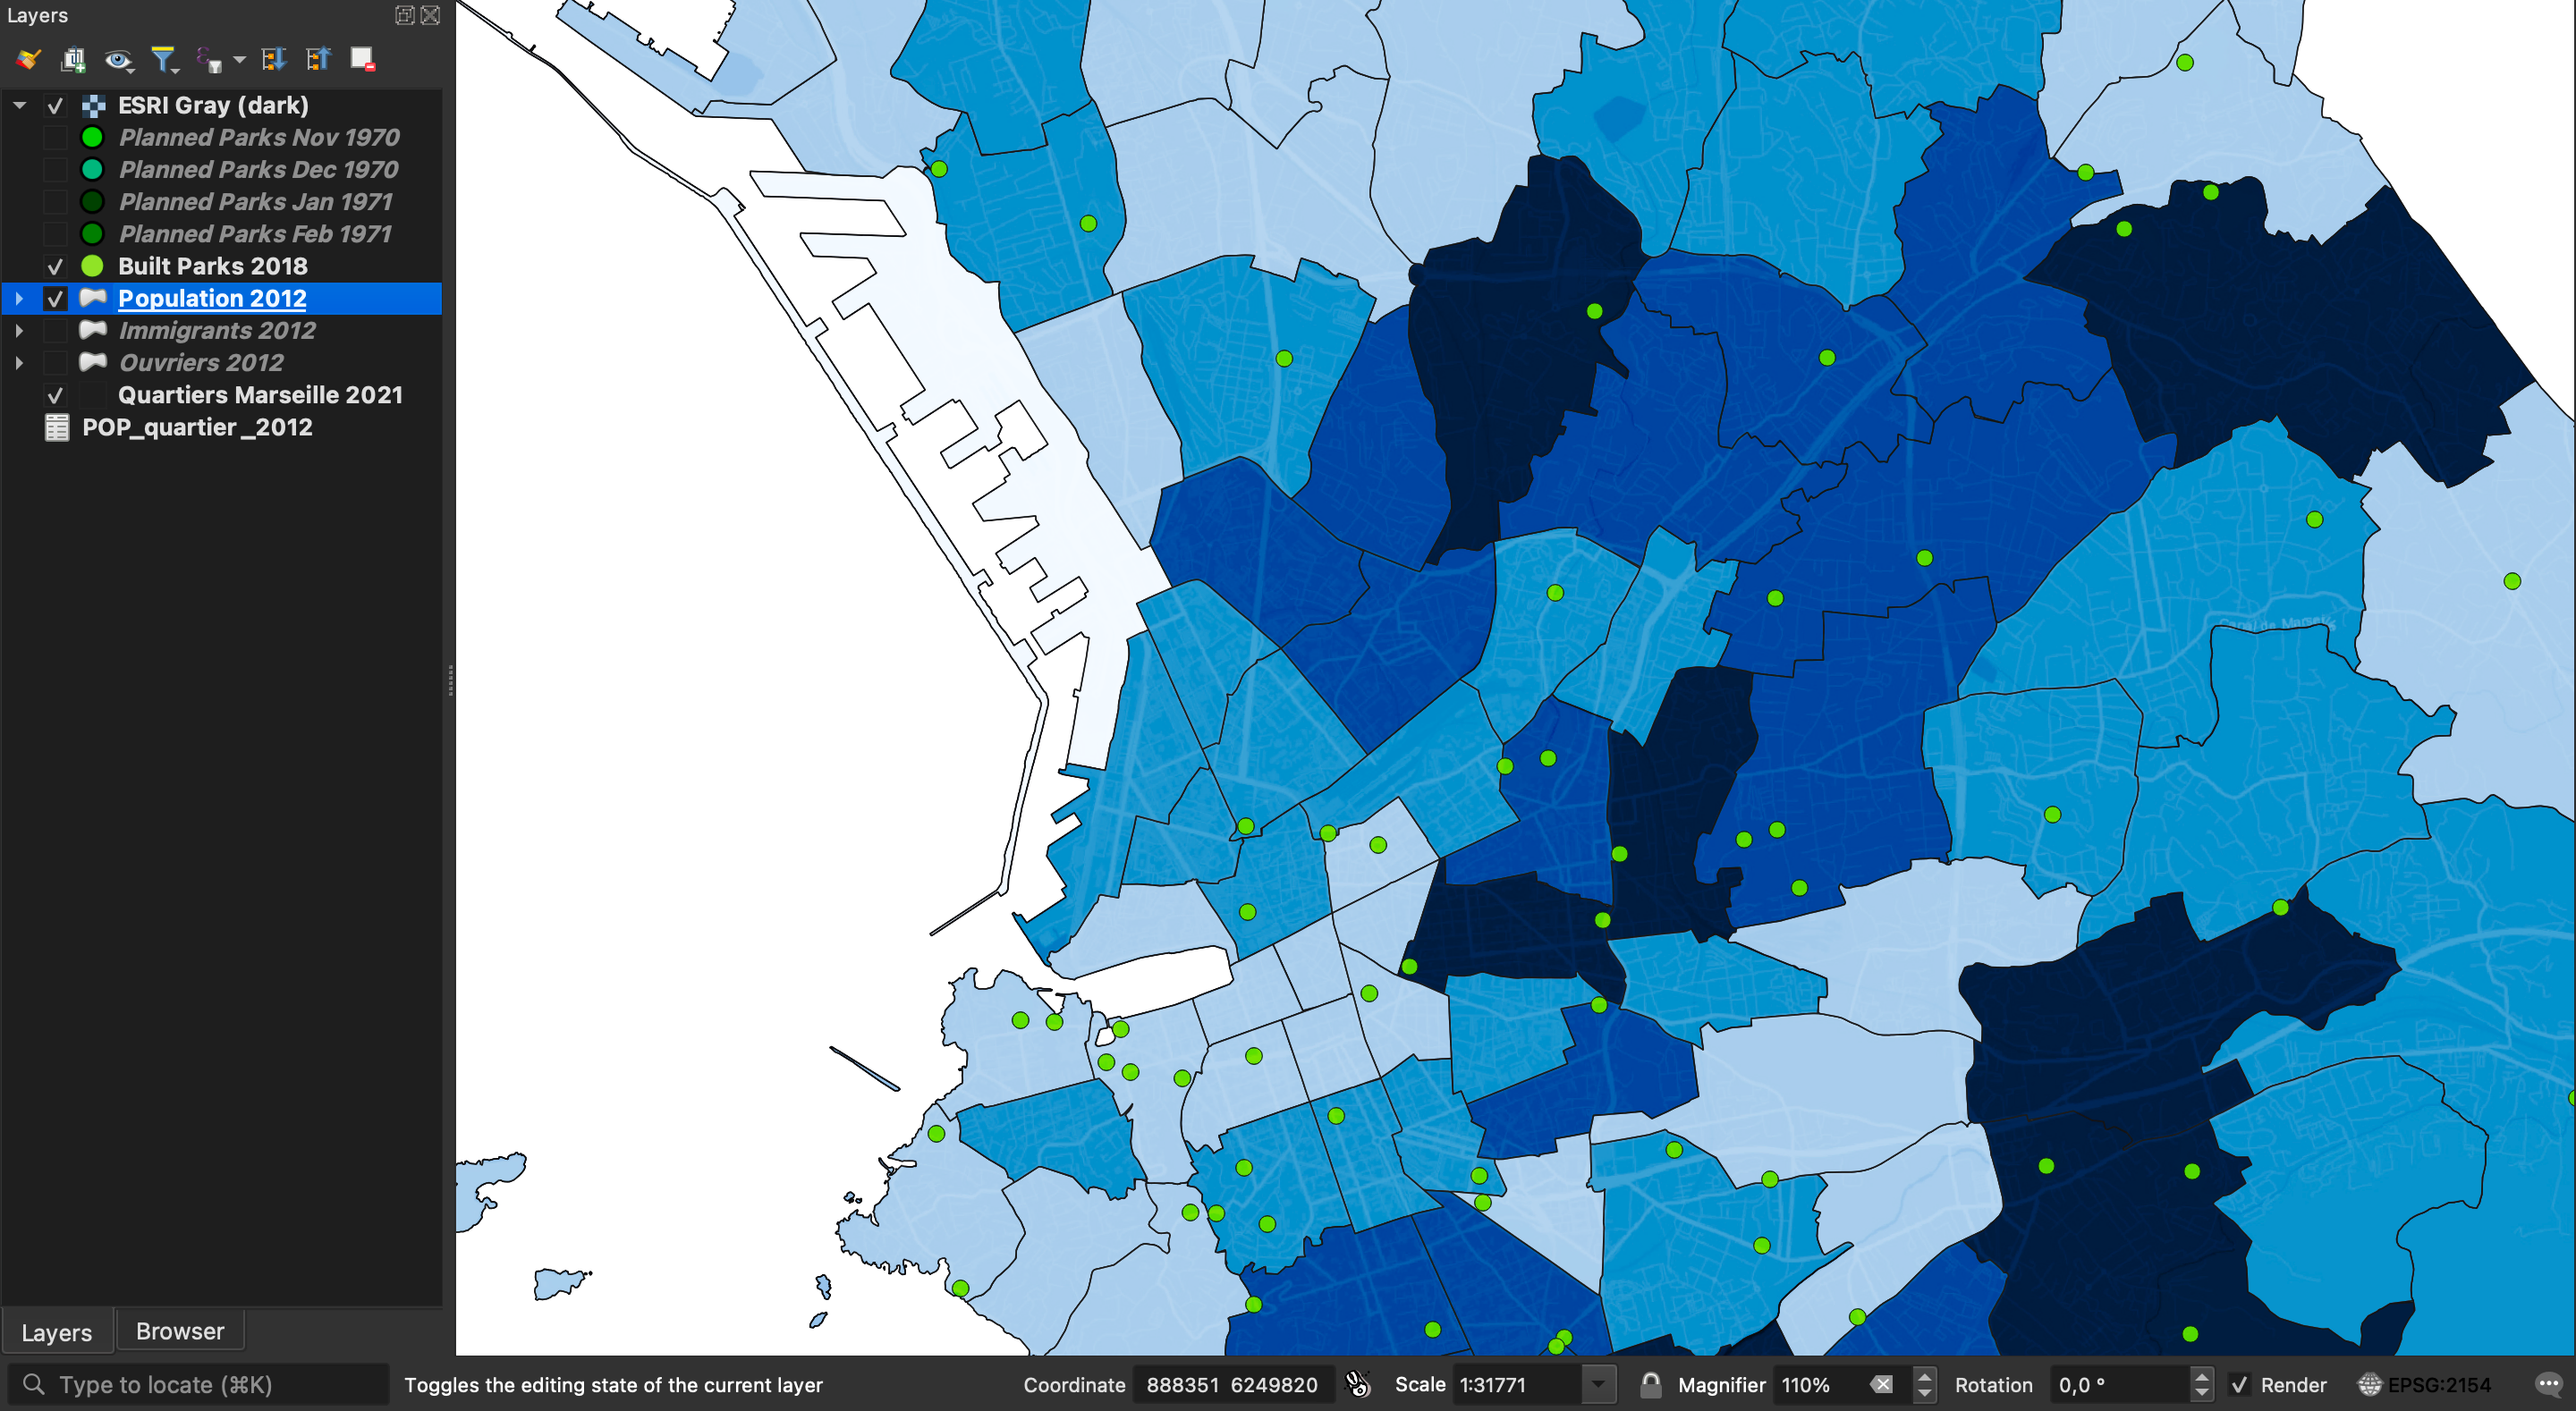 Layers
ESRI Gray (dark)
Planned Parks Nov 1970
Planned Parks Dec 1970
Planned Parks Jan 1971
Planned Parks Feb 1971
Built Parks 2018
Population 2012
Immigrants 2012
Ouvriers 2012
Quartiers Marseille 2021
POP_quartier_2012
Canal de Marseille
Layers Browser
Type to locate (⌘K) Toggles the editing state of the current layer Coordinate 888351 6249820 Scale 1:31771 Magnifier 110% Rotation 0,0 ° Render EPSG:2154